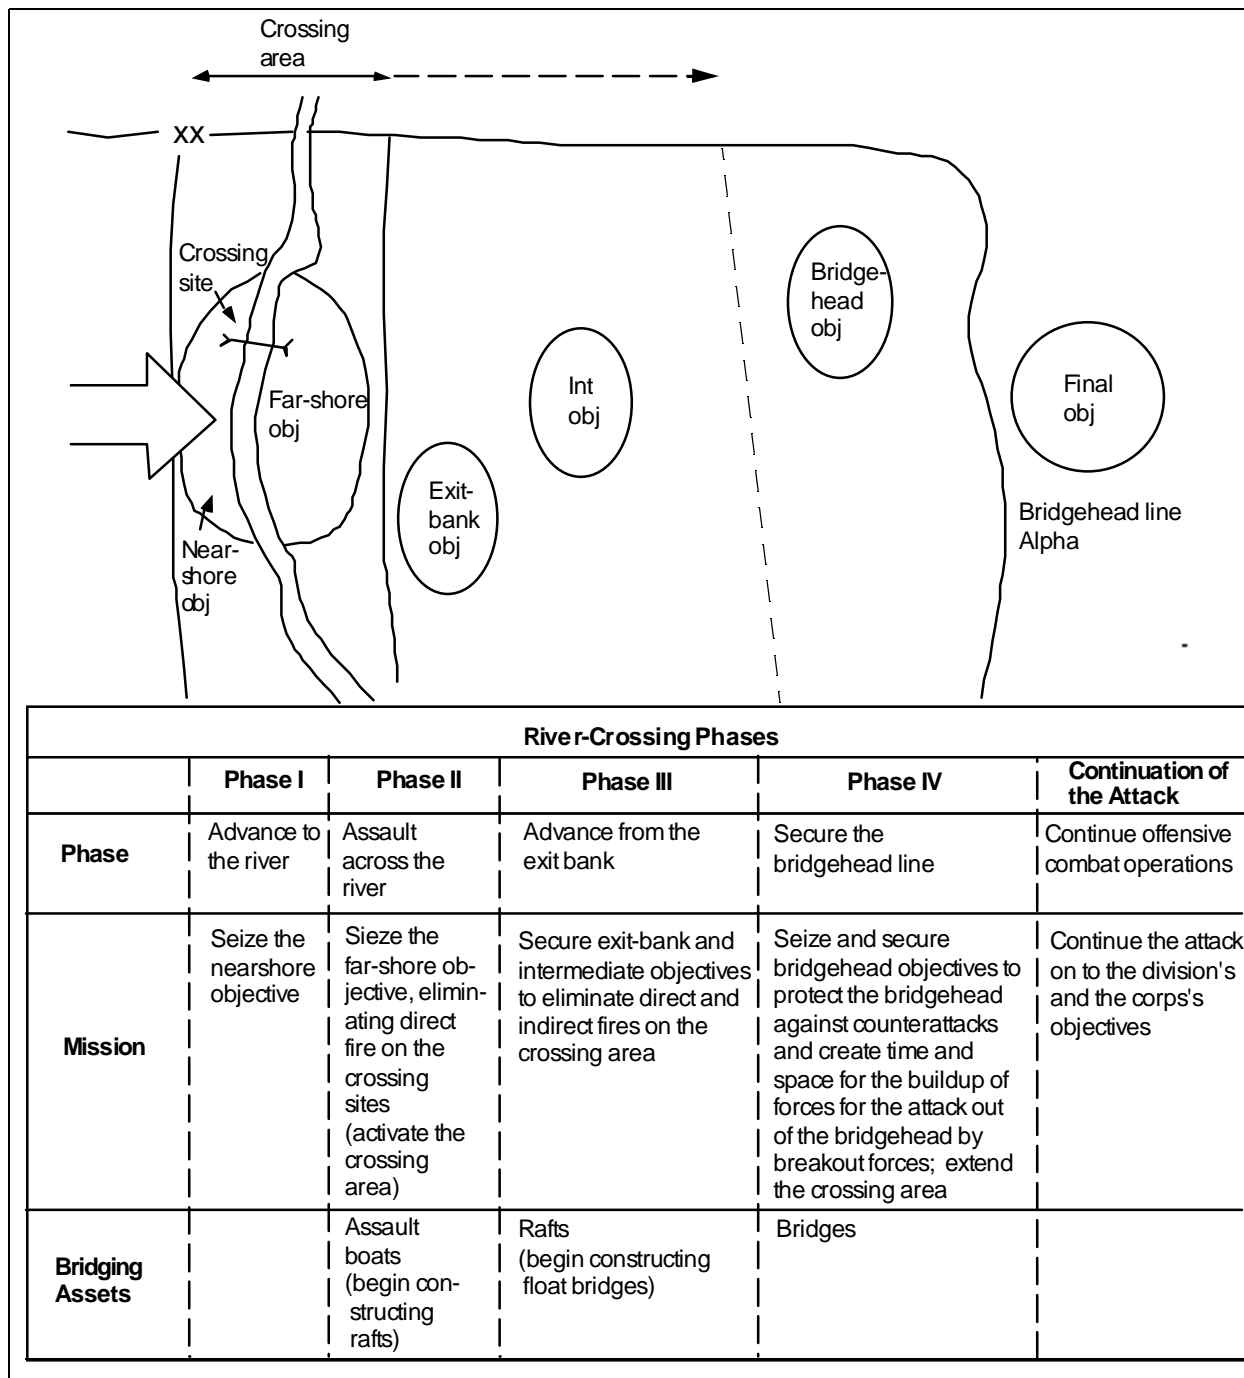 Crossing
area
XX
Crossing
site
Bridge-
head
obj
Far-shore
obj
Int
obj
Final
obj
Exit-
bank
obj
Near-
shore
obj
Bridgehead line
Alpha
River-Crossing Phases
Phase I
Phase II
Phase III
Phase IV
Continuation of
the Attack
Phase
Advance to
the river
Assault
across the
river
Advance from the
exit bank
Secure the
bridgehead line
Continue offensive
combat operations
Mission
Seize the
nearshore
objective
Sieze the
far-shore ob-
jective, elimin-
ating direct
fire on the
crossing
sites
(activate the
crossing
area)
Secure exit-bank and
intermediate objectives
to eliminate direct and
indirect fires on the
crossing area
Seize and secure
bridgehead objectives to
protect the bridgehead
against counterattacks
and create time and
space for the buildup of
forces for the attack out
of the bridgehead by
breakout forces; extend
the crossing area
Continue the attack
on to the division's
and the corps's
objectives
Bridging
Assets
Assault
boats
(begin con-
structing
rafts)
Rafts
(begin constructing
float bridges)
Bridges